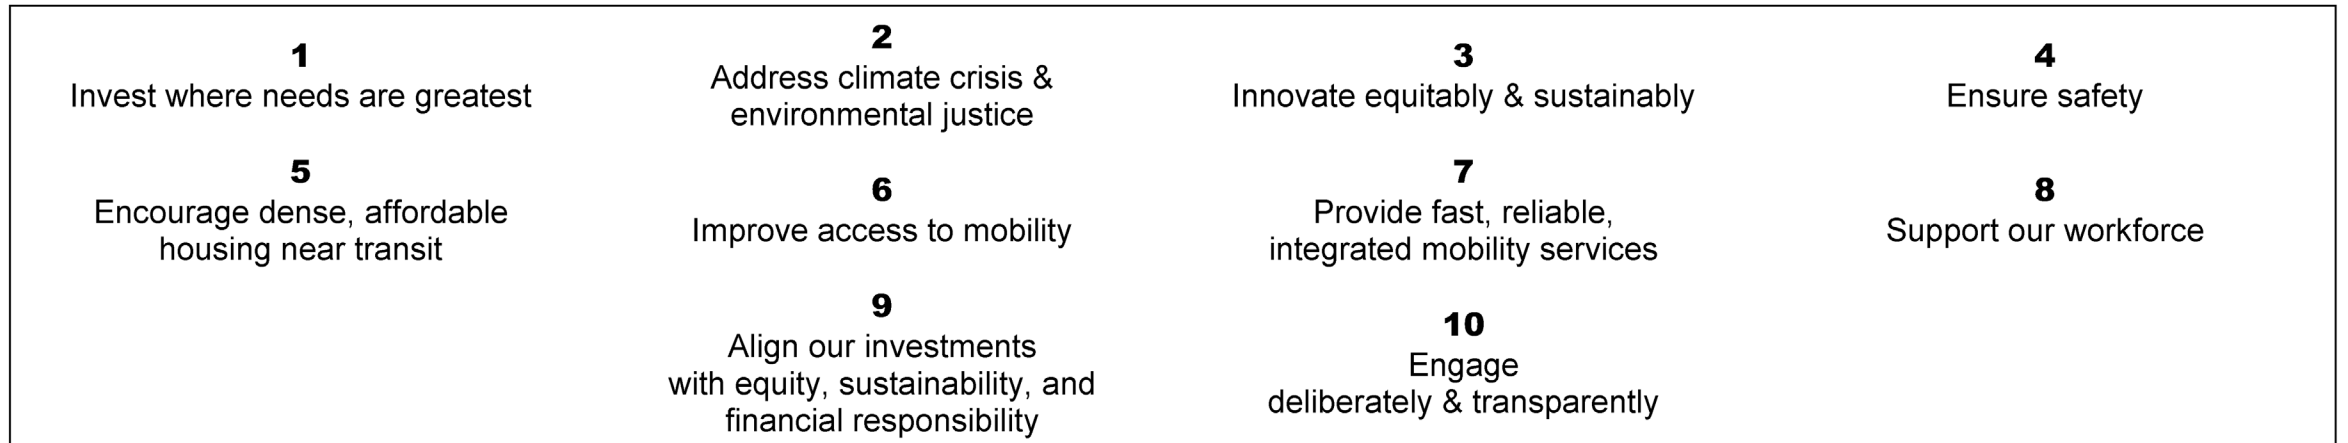 1
Invest where needs are greatest
2
Address climate crisis &
environmental justice
3
Innovate equitably & sustainably
4
Ensure safety
5
Encourage dense, affordable
housing near transit
6
Improve access to mobility
7
Provide fast, reliable,
integrated mobility services
8
Support our workforce
9
Align our investments
with equity, sustainability, and
financial responsibility
10
Engage
deliberately & transparently